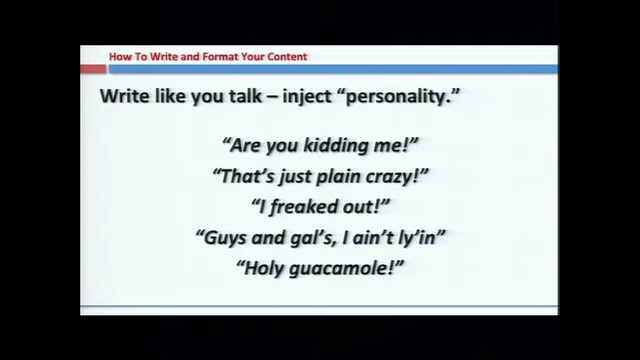 How To Write and Format Your Content
Write like you talk – inject “personality.”
“Are you kidding me!”
“That’s just plain crazy!”
“I freaked out!”
“Guys and gal’s, I ain’t ly’in”
“Holy guacamole!”